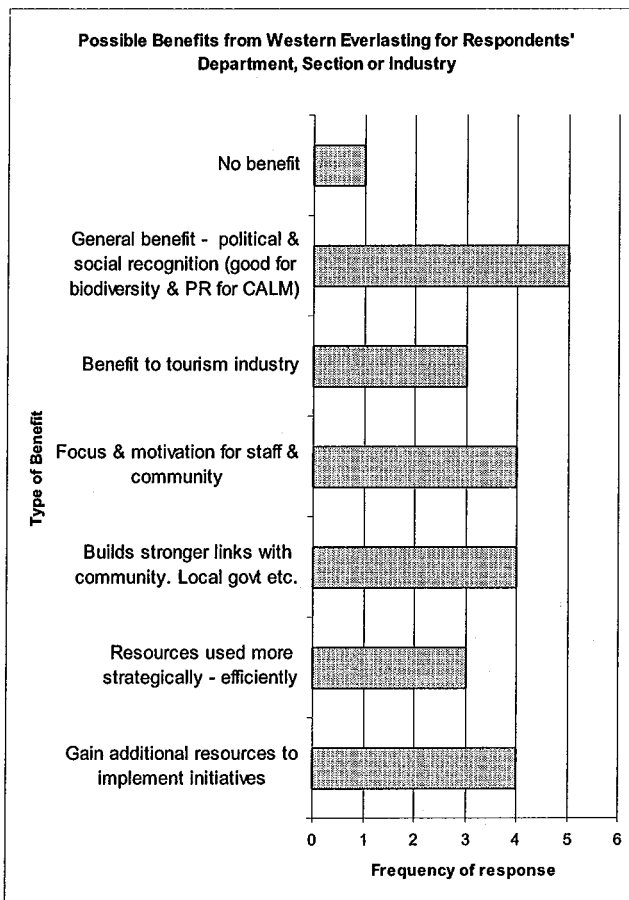 Possible Benefits from Western Everlasting for Respondents'
Department, Section or Industry
Type of Benefit
No benefit
General benefit - political &
social recognition (good for
biodiversity & PR for CALM)
Benefit to tourism industry
Focus & motivation for staff &
community
Builds stronger links with
community. Local govt etc.
Resources used more
strategically - efficiently
Gain additional resources to
implement initiatives
0 1 2 3 4 5 6
Frequency of response